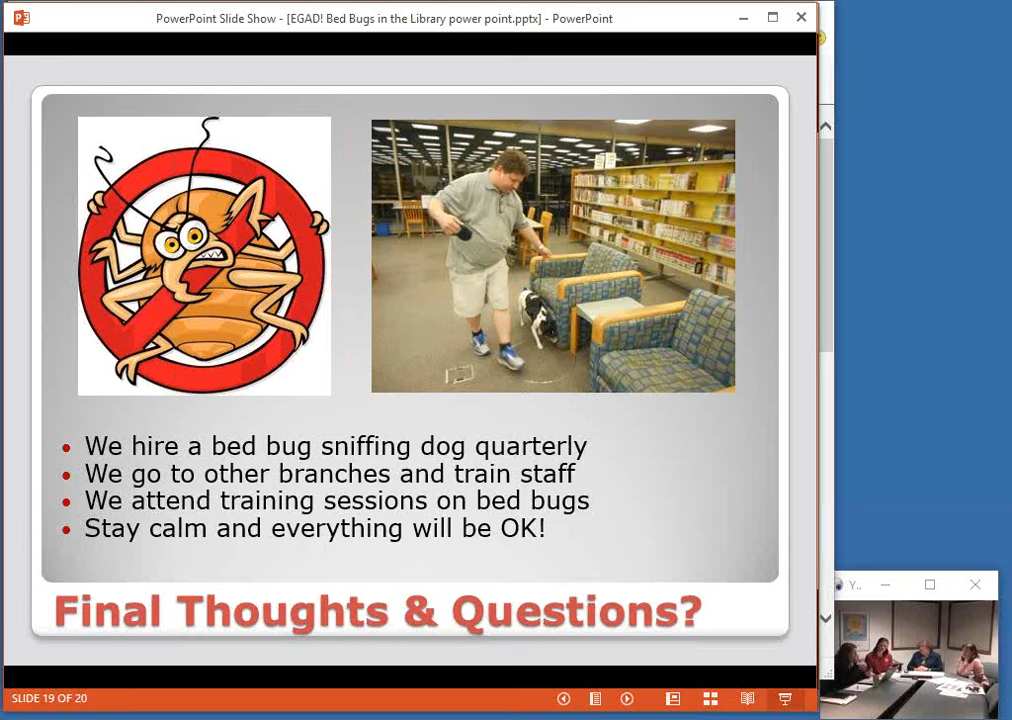 PowerPoint Slide Show - [EGAD! Bed Bugs in the Library power point.pptx] - PowerPoint
• We hire a bed bug sniffing dog quarterly
• We go to other branches and train staff
• We attend training sessions on bed bugs
• Stay calm and everything will be OK!
Final Thoughts & Questions?
Y..
SLIDE 19 OF 20